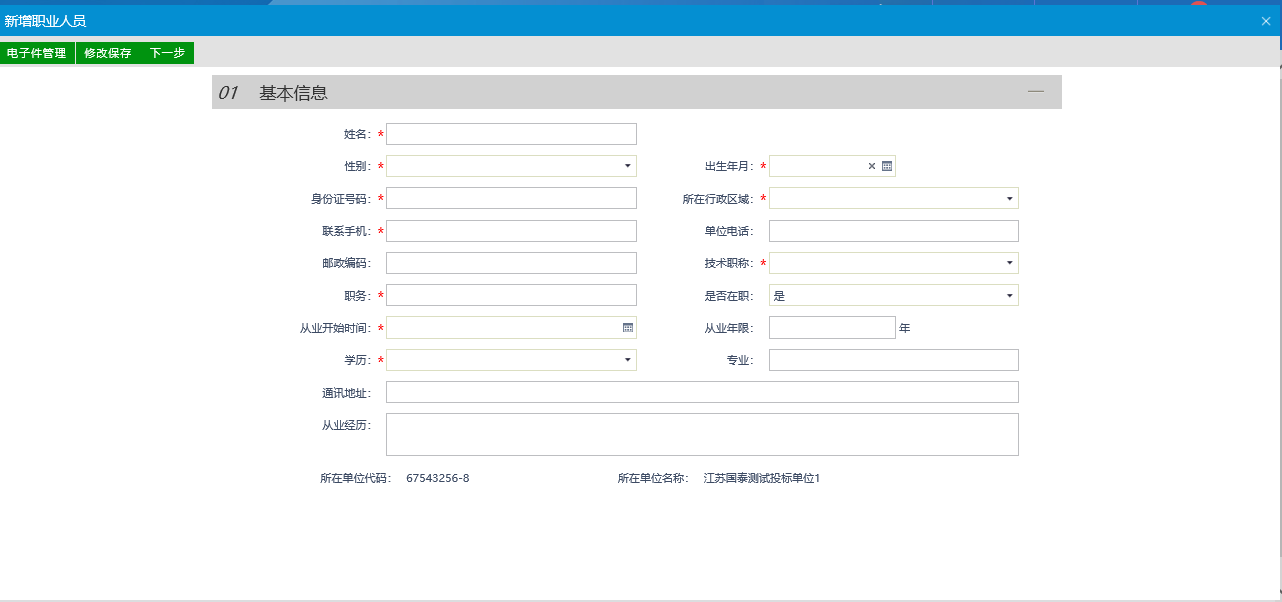 新增职业人员
电子件管理 修改保存 下一步
01 基本信息
姓名：*
性别：* 出生年月：*
身份证号码：* 所在行政区域：*
联系手机：* 单位电话：
邮政编码： 技术职称：*
职务：* 是否在职： 是
从业开始时间：* 从业年限： 年
学历：* 专业：
通讯地址：
从业经历：
所在单位代码： 67543256-8 所在单位名称： 江苏国泰测试投标单位1